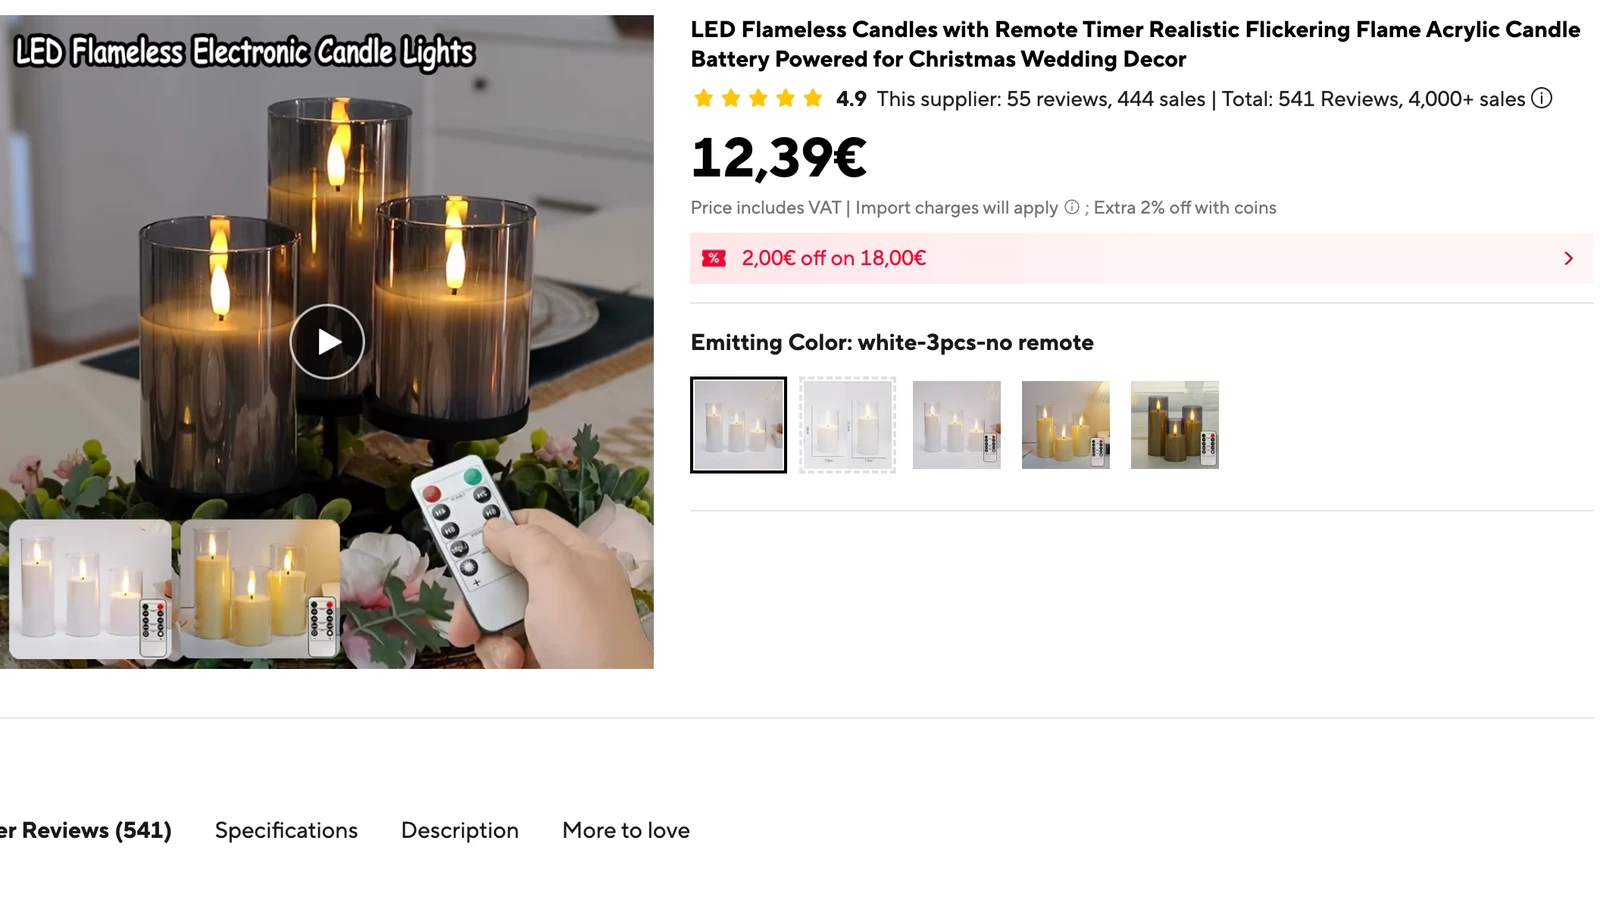 LED Flameless Electronic Candle Lights
LED Flameless Candles with Remote Timer Realistic Flickering Flame Acrylic Candle
Battery Powered for Christmas Wedding Decor
4.9 This supplier: 55 reviews, 444 sales | Total: 541 Reviews, 4,000+ sales
12,39€
Price includes VAT | Import charges will apply ; Extra 2% off with coins
% 2,00€ off on 18,00€
Emitting Color: white-3pcs-no remote
er Reviews (541) Specifications Description More to love